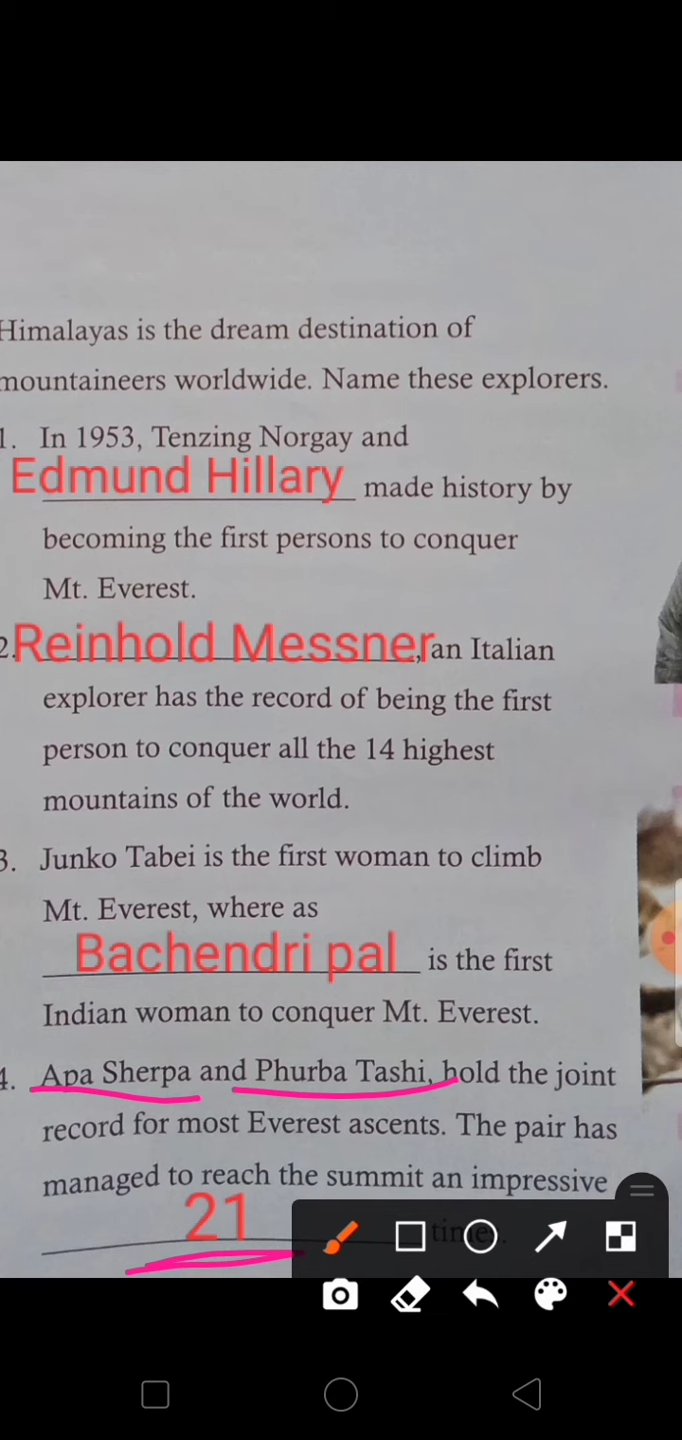 Himalayas is the dream destination of
mountaineers worldwide. Name these explorers.
1. In 1953, Tenzing Norgay and
Edmund Hillary made history by
becoming the first persons to conquer
Mt. Everest.
2. Reinhold Messner, an Italian
explorer has the record of being the first
person to conquer all the 14 highest
mountains of the world.
3. Junko Tabei is the first woman to climb
Mt. Everest, where as
Bachendri pal is the first
Indian woman to conquer Mt. Everest.
4. Apa Sherpa and Phurba Tashi, hold the joint
record for most Everest ascents. The pair has
managed to reach the summit an impressive
21 times.